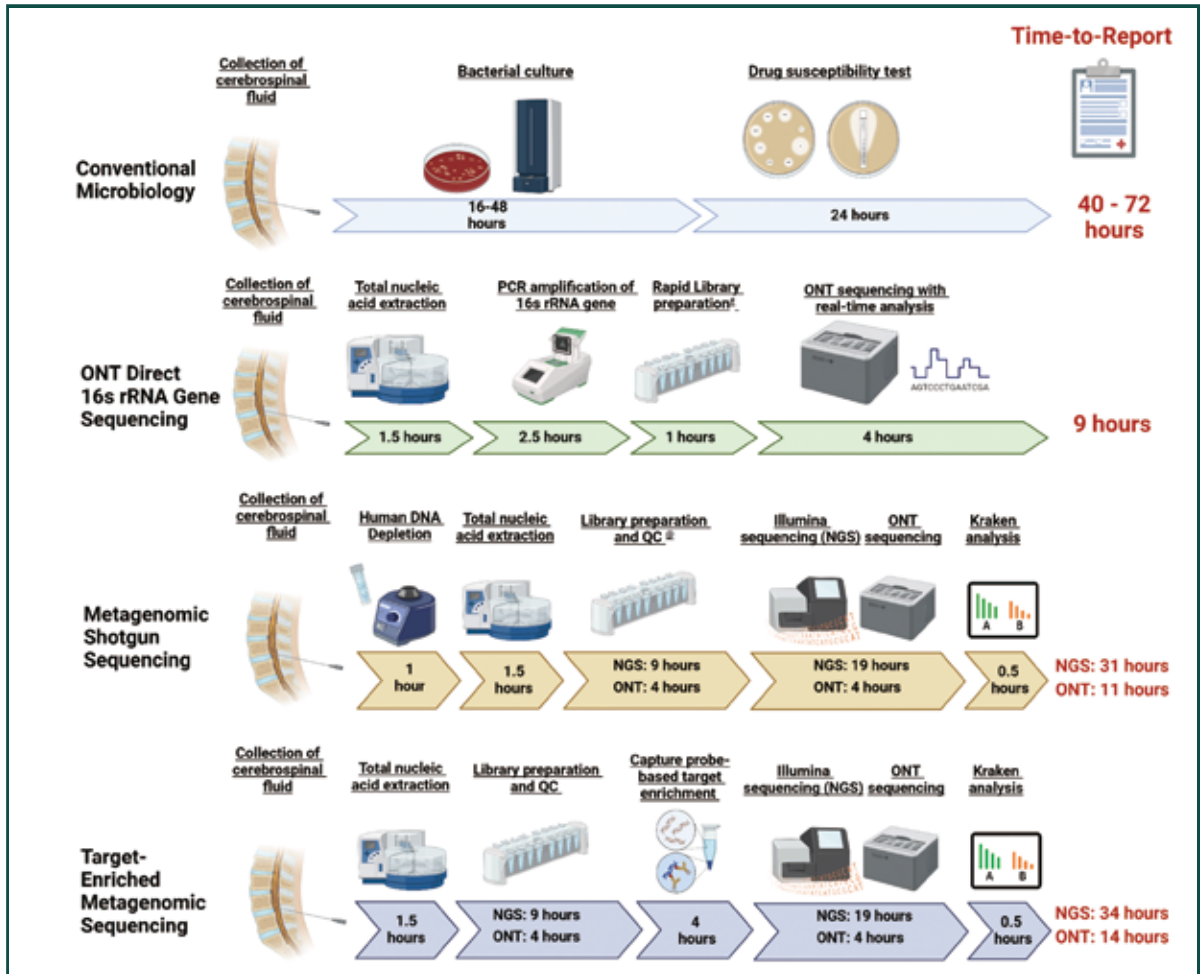 Time-to-Report
Collection of
cerebrospinal
fluid
Bacterial culture
Drug susceptibility test
Conventional
Microbiology
16-48
hours
24 hours
40 - 72
hours
Collection of
cerebrospinal
fluid
Total nucleic
acid extraction
PCR amplification of
16s rRNA gene
Rapid Library
preparation
ONT sequencing with
real-time analysis
AGTCCCTGAATCGA
ONT Direct
16s rRNA Gene
Sequencing
1.5 hours
2.5 hours
1 hour
4 hours
9 hours
Collection of
cerebrospinal
fluid
Human DNA
Depletion
Total nucleic
acid extraction
Library preparation
and QC @
Illumina
sequencing (NGS)
ONT
sequencing
Kraken
analysis
A B
Metagenomic
Shotgun
Sequencing
1
hour
1.5
hours
NGS: 9 hours
ONT: 4 hours
NGS: 19 hours
ONT: 4 hours
0.5
hours
NGS: 31 hours
ONT: 11 hours
Collection of
cerebrospinal
fluid
Total nucleic
acid extraction
Library preparation
and QC
Capture probe-
based target
enrichment
Illumina
sequencing (NGS)
ONT
sequencing
Kraken
analysis
A B
Target-
Enriched
Metagenomic
Sequencing
1.5
hours
NGS: 9 hours
ONT: 4 hours
4
hours
NGS: 19 hours
ONT: 4 hours
0.5
hours
NGS: 34 hours
ONT: 14 hours